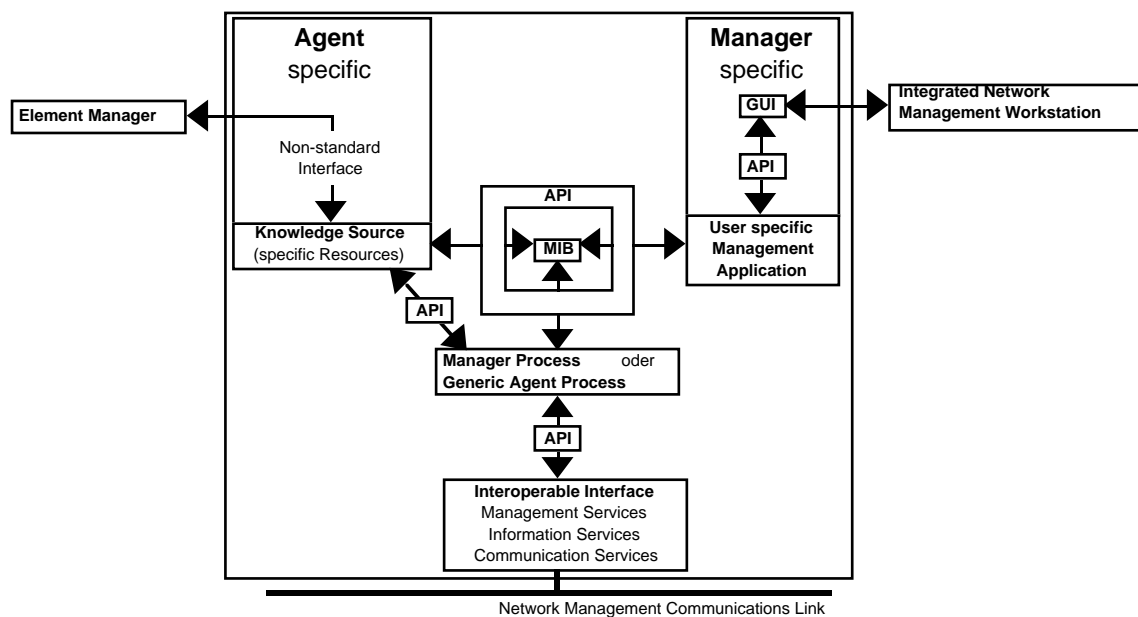 Agent
specific
Manager
specific
Element Manager
GUI
Integrated Network
Management Workstation
Non-standard
Interface
API
API
Knowledge Source
(specific Resources)
MIB
User specific
Management
Application
API
Manager Process oder
Generic Agent Process
API
Interoperable Interface
Management Services
Information Services
Communication Services
Network Management Communications Link